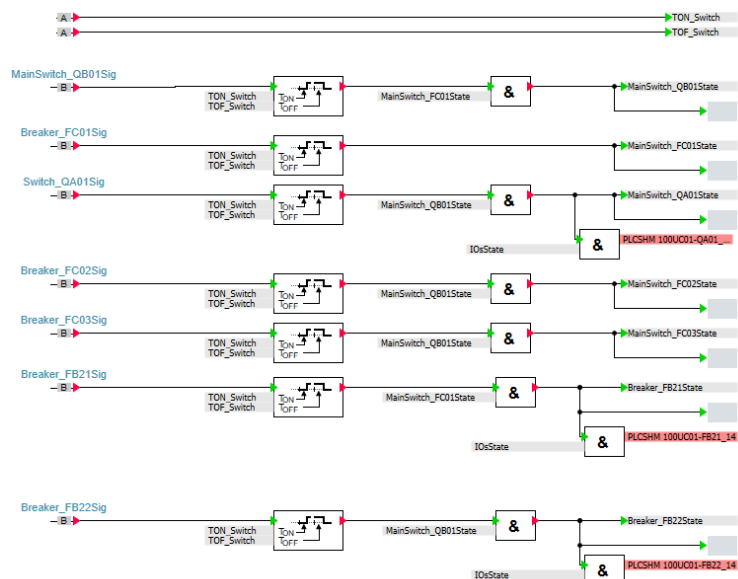 A TON_Switch
A TOF_Switch
MainSwitch_QB01Sig
B TON_Switch TOF_Switch TON TOFF MainSwitch_FC01State & MainSwitch_QB01State
Breaker_FC01Sig
B TON_Switch TOF_Switch TON TOFF MainSwitch_FC01State
Switch_QA01Sig
B TON_Switch TOF_Switch TON TOFF MainSwitch_QB01State & MainSwitch_QA01State
IOsState & PLCSHM 100UC01-QA01_...
Breaker_FC02Sig
B TON_Switch TOF_Switch TON TOFF MainSwitch_QB01State & MainSwitch_FC02State
Breaker_FC03Sig
B TON_Switch TOF_Switch TON TOFF MainSwitch_QB01State & MainSwitch_FC03State
Breaker_FB21Sig
B TON_Switch TOF_Switch TON TOFF MainSwitch_FC01State & Breaker_FB21State
IOsState & PLCSHM 100UC01-FB21_14
Breaker_FB22Sig
B TON_Switch TOF_Switch TON TOFF MainSwitch_QB01State & Breaker_FB22State
IOsState & PLCSHM 100UC01-FB22_14